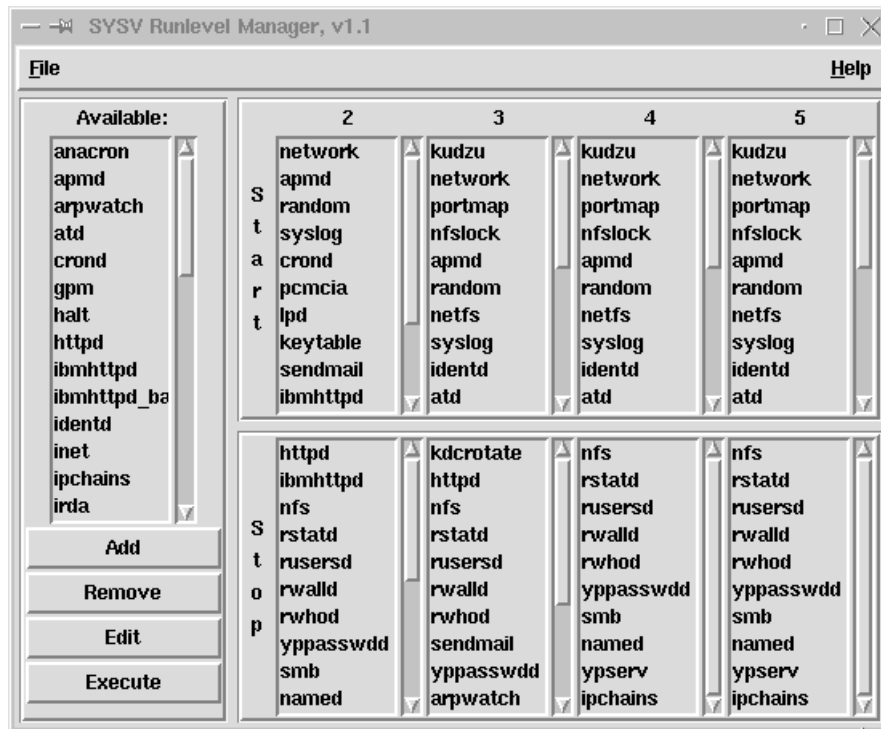 SYSV Runlevel Manager, v1.1
File Help
Available:
anacron
apmd
arpwatch
atd
crond
gpm
halt
httpd
ibmhttpd
ibmhttpd_ba
identd
inet
ipchains
irda
Add
Remove
Edit
Execute
2 3 4 5
Start
network kudzu kudzu kudzu
apmd network network network
random portmap portmap portmap
syslog nfslock nfslock nfslock
crond apmd apmd apmd
pcmcia random random random
lpd netfs netfs netfs
keytable syslog syslog syslog
sendmail identd identd identd
ibmhttpd atd atd atd
Stop
httpd kdcrotate nfs nfs
ibmhttpd httpd rstatd rstatd
nfs nfs rusersd rusersd
rstatd rstatd rwalld rwalld
rusersd rusersd rwhod rwhod
rwalld rwalld yppasswdd yppasswdd
rwhod rwhod smb smb
yppasswdd sendmail named named
smb yppasswdd ypserv ypserv
named arpwatch ipchains ipchains